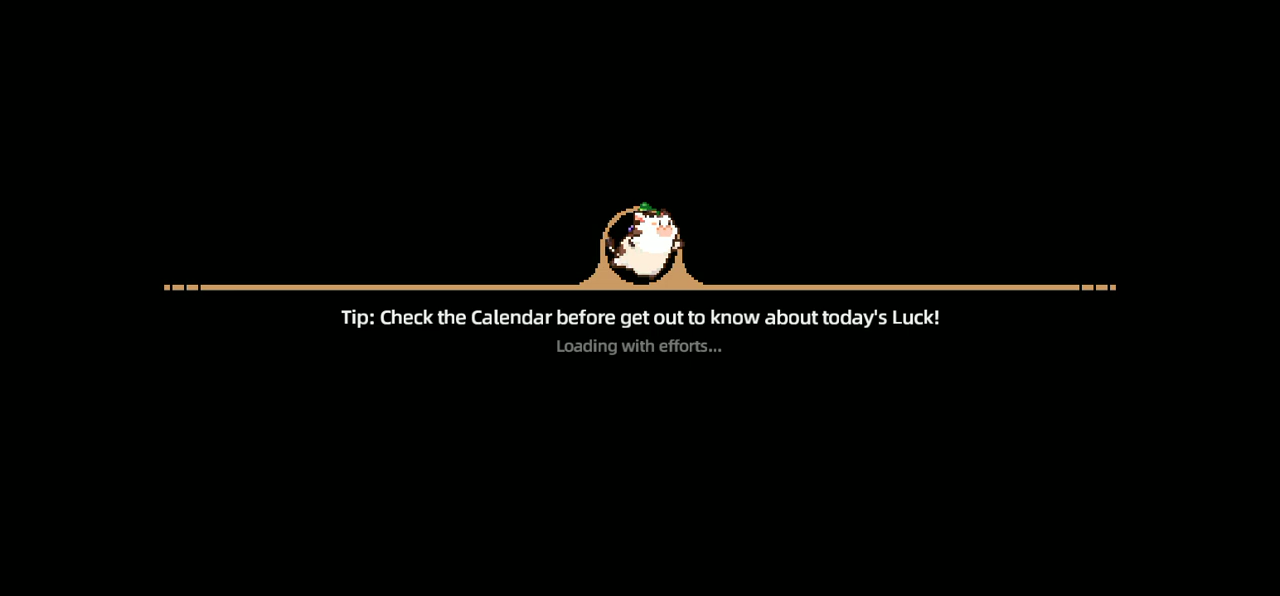 Tip: Check the Calendar before get out to know about today's Luck!
Loading with efforts...